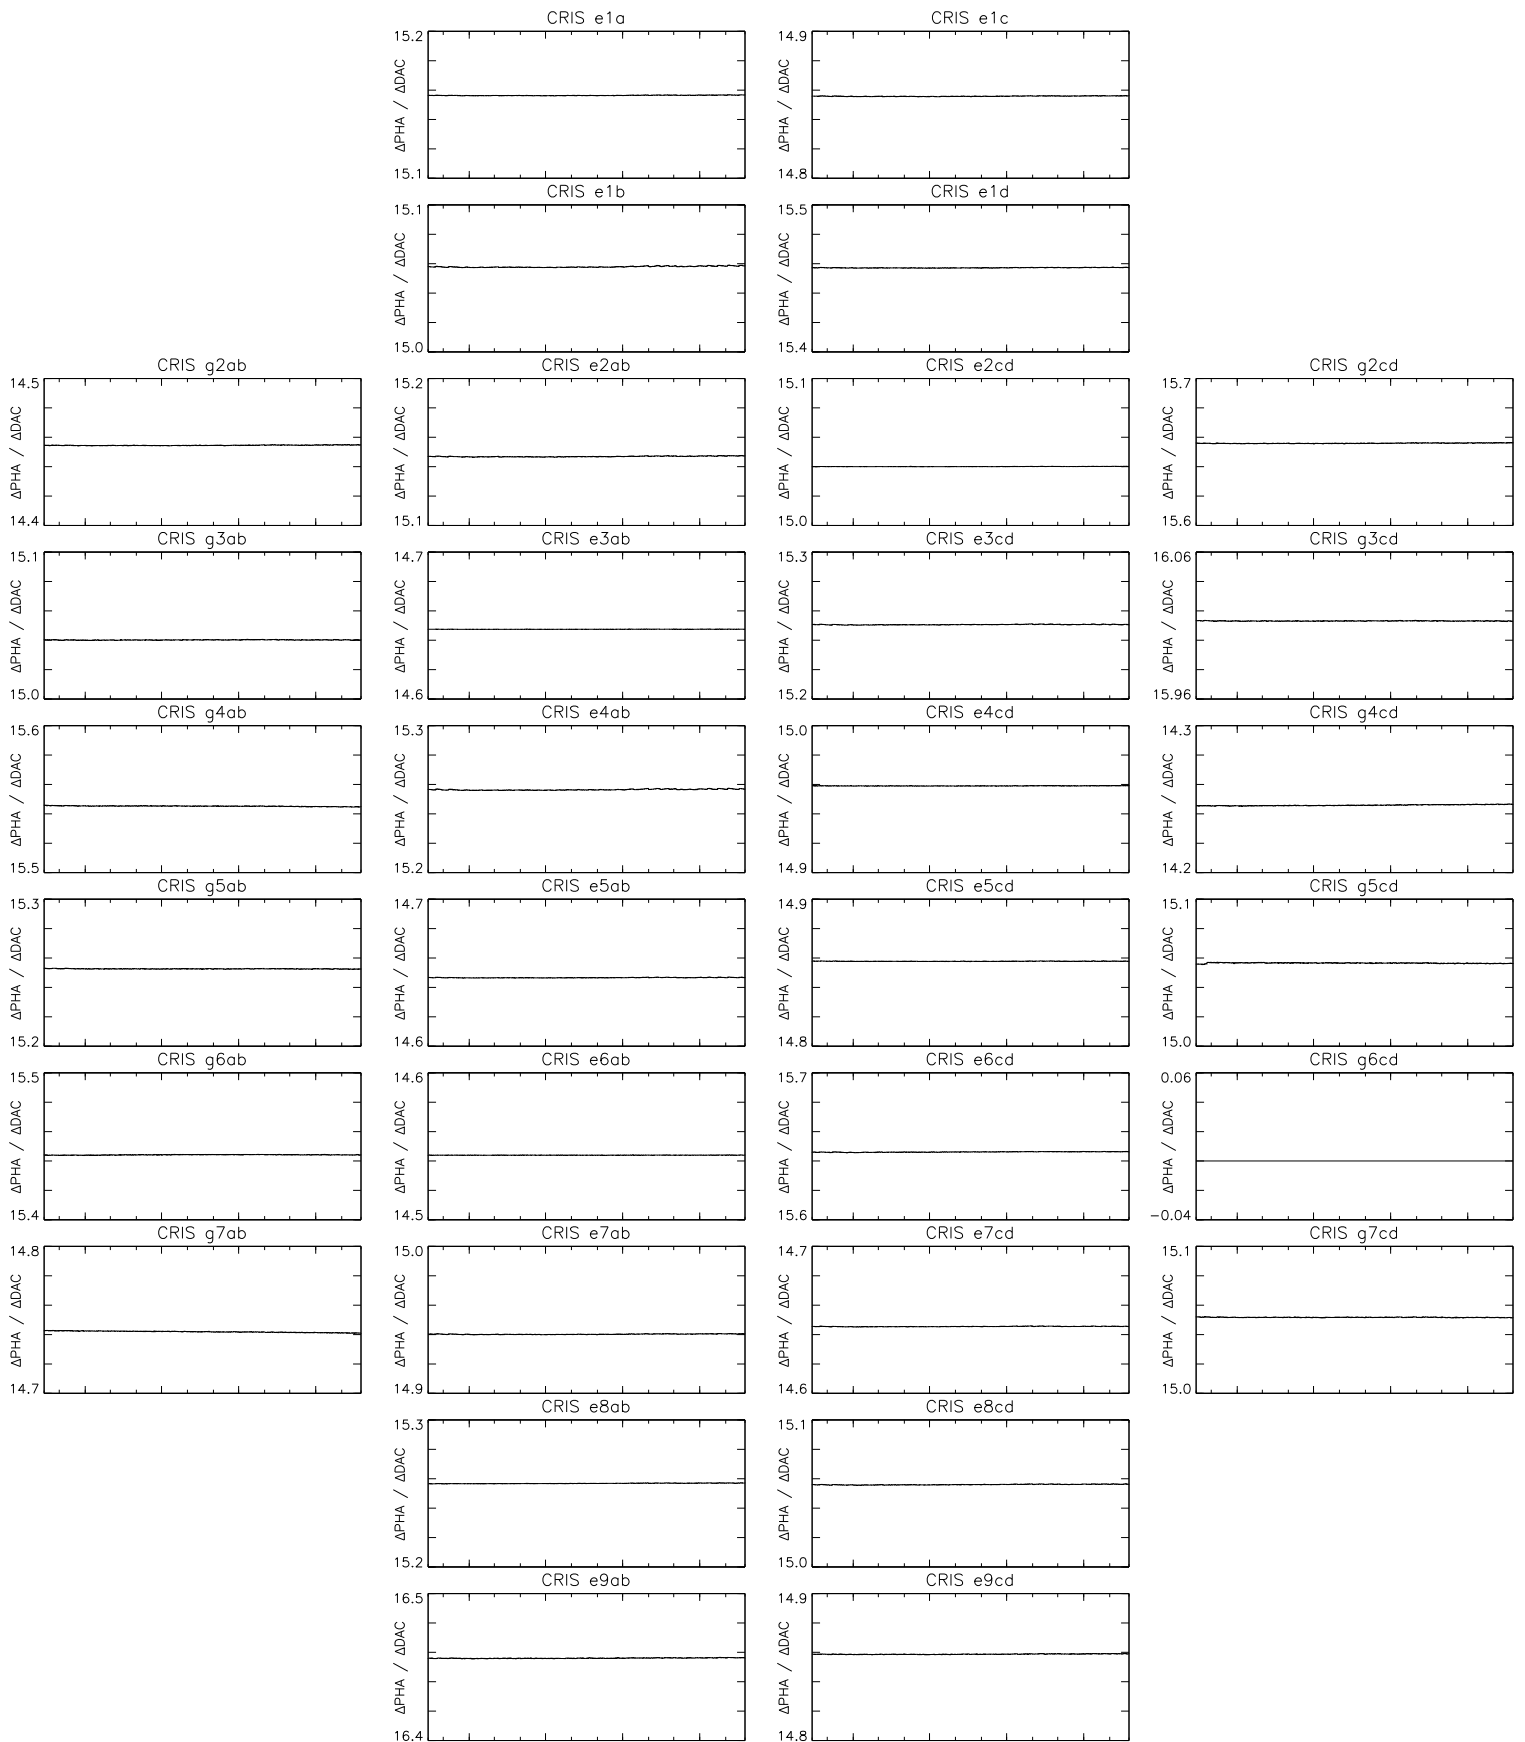 CRIS e1a CRIS e1c
15.2 14.9
ΔPHA / ΔDAC ΔPHA / ΔDAC
15.1 14.8
CRIS e1b CRIS e1d
15.1 15.5
ΔPHA / ΔDAC ΔPHA / ΔDAC
15.0 15.4
CRIS g2ab CRIS e2ab CRIS e2cd CRIS g2cd
14.5 15.2 15.1 15.7
ΔPHA / ΔDAC ΔPHA / ΔDAC ΔPHA / ΔDAC ΔPHA / ΔDAC
14.4 15.1 15.0 15.6
CRIS g3ab CRIS e3ab CRIS e3cd CRIS g3cd
15.1 14.7 15.3 16.06
ΔPHA / ΔDAC ΔPHA / ΔDAC ΔPHA / ΔDAC ΔPHA / ΔDAC
15.0 14.6 15.2 15.96
CRIS g4ab CRIS e4ab CRIS e4cd CRIS g4cd
15.6 15.3 15.0 14.3
ΔPHA / ΔDAC ΔPHA / ΔDAC ΔPHA / ΔDAC ΔPHA / ΔDAC
15.5 15.2 14.9 14.2
CRIS g5ab CRIS e5ab CRIS e5cd CRIS g5cd
15.3 14.7 14.9 15.1
ΔPHA / ΔDAC ΔPHA / ΔDAC ΔPHA / ΔDAC ΔPHA / ΔDAC
15.2 14.6 14.8 15.0
CRIS g6ab CRIS e6ab CRIS e6cd CRIS g6cd
15.5 14.6 15.7 0.06
ΔPHA / ΔDAC ΔPHA / ΔDAC ΔPHA / ΔDAC ΔPHA / ΔDAC
15.4 14.5 15.6 −0.04
CRIS g7ab CRIS e7ab CRIS e7cd CRIS g7cd
14.8 15.0 14.7 15.1
ΔPHA / ΔDAC ΔPHA / ΔDAC ΔPHA / ΔDAC ΔPHA / ΔDAC
14.7 14.9 14.6 15.0
CRIS e8ab CRIS e8cd
15.3 15.1
ΔPHA / ΔDAC ΔPHA / ΔDAC
15.2 15.0
CRIS e9ab CRIS e9cd
16.5 14.9
ΔPHA / ΔDAC ΔPHA / ΔDAC
16.4 14.8